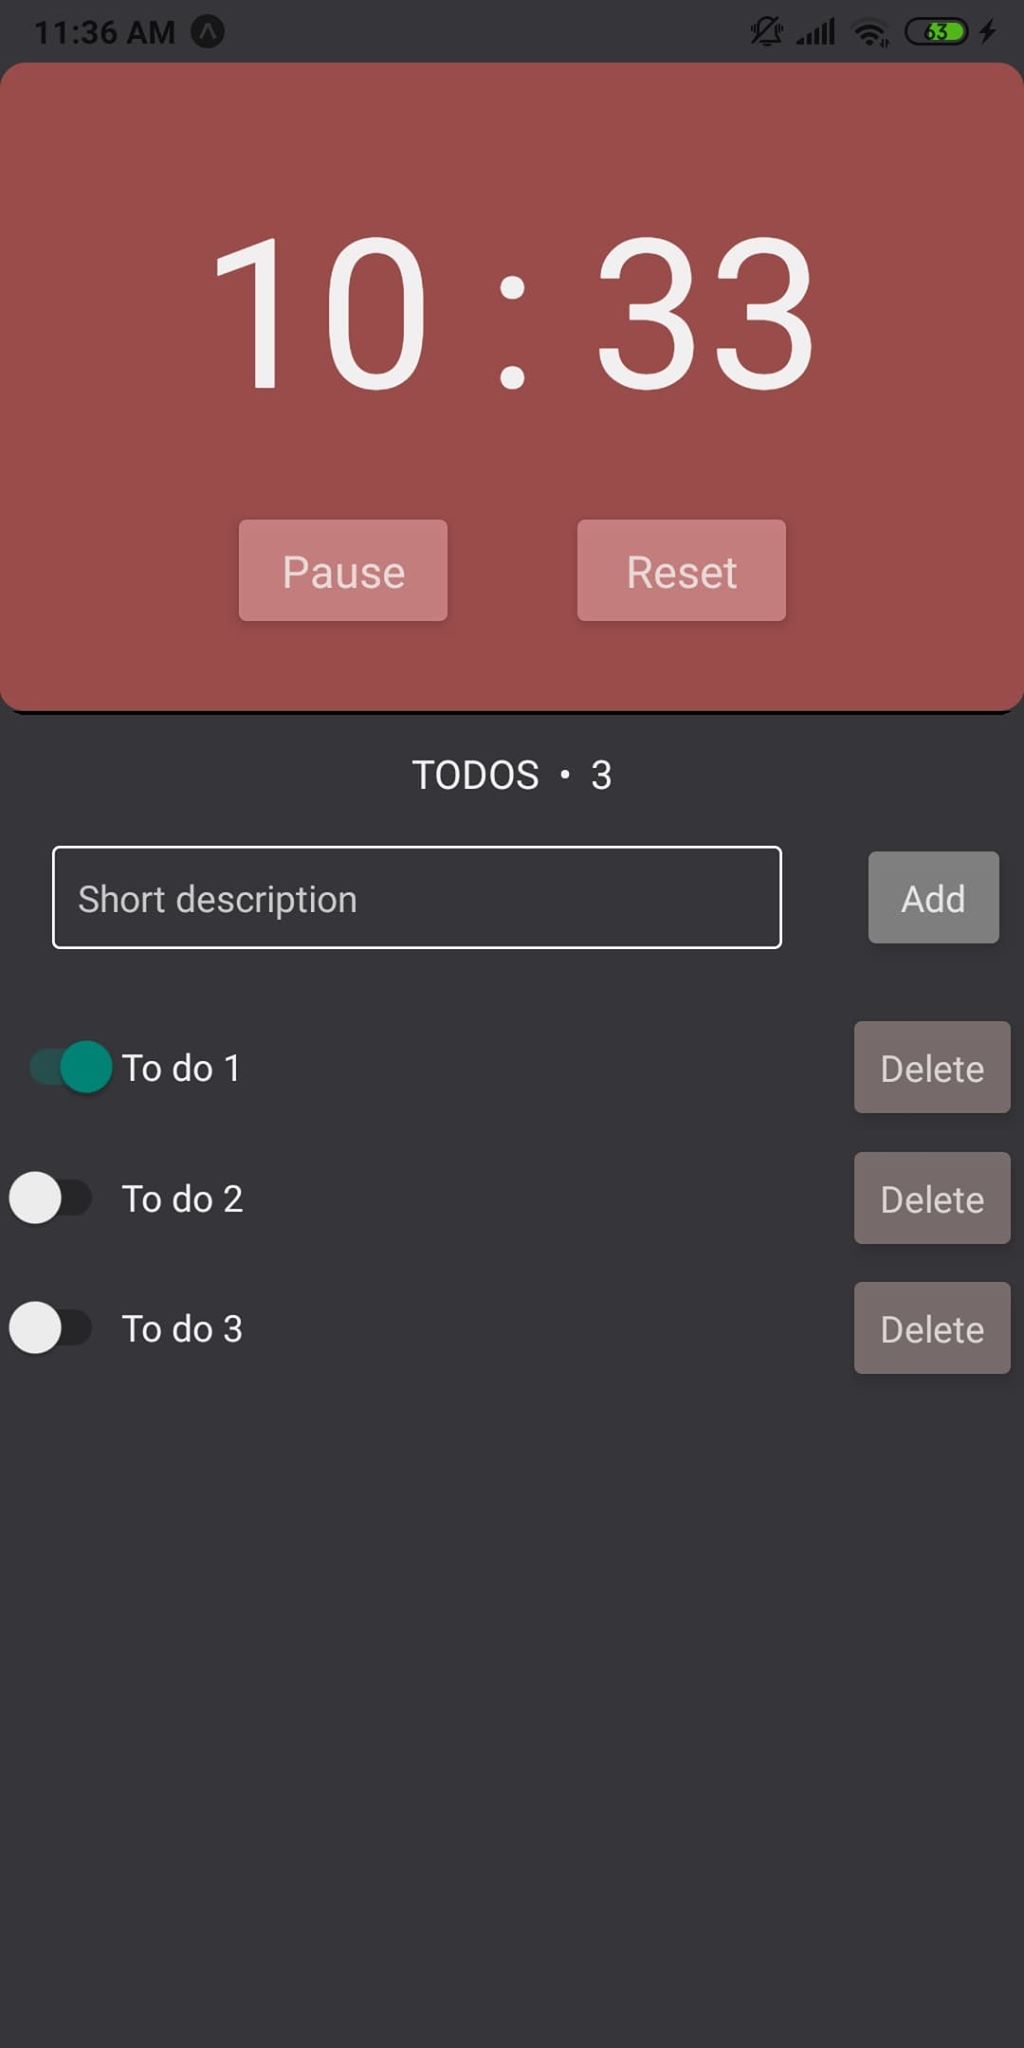 11:36 AM 63
10 : 33
Pause Reset
TODOS • 3
Short description Add
To do 1 Delete
To do 2 Delete
To do 3 Delete